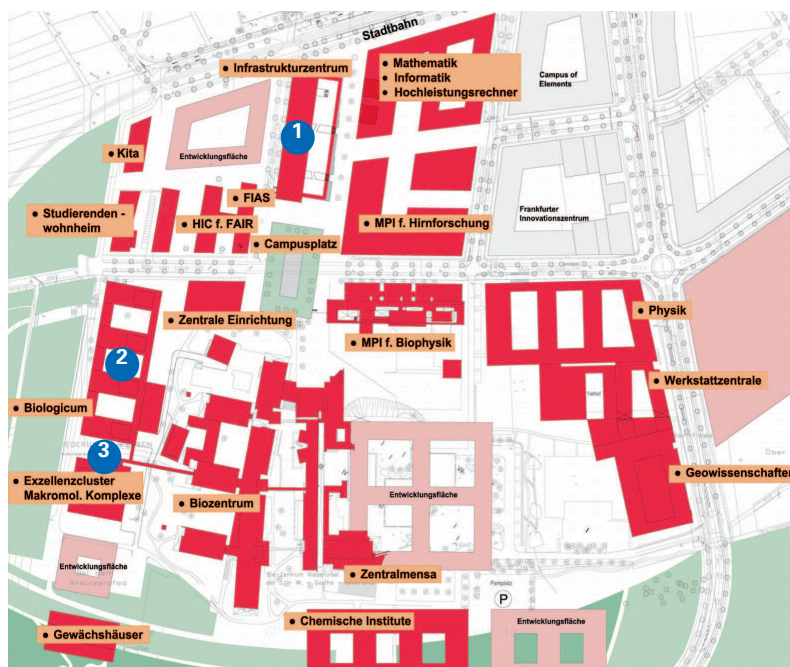 Stadtbahn
• Infrastrukturzentrum
• Mathematik
• Informatik
• Hochleistungsrechner
Campus of
Elements
1
Entwicklungsfläche
• Kita
• FIAS
• Studierenden -
wohnheim
• HIC f. FAIR
• MPI f. Hirnforschung
Frankfurter
Innovationszentrum
• Campusplatz
• Zentrale Einrichtung
• Physik
• MPI f. Biophysik
2
• Werkstattzentrale
• Biologicum
3
• Geowissenschaften
• Exzellenzcluster
Makromol. Komplexe
• Biozentrum
Entwicklungsfläche
Entwicklungsfläche
• Zentralmensa
Parkplatz
P
• Gewächshäuser
• Chemische Institute
Entwicklungsfläche